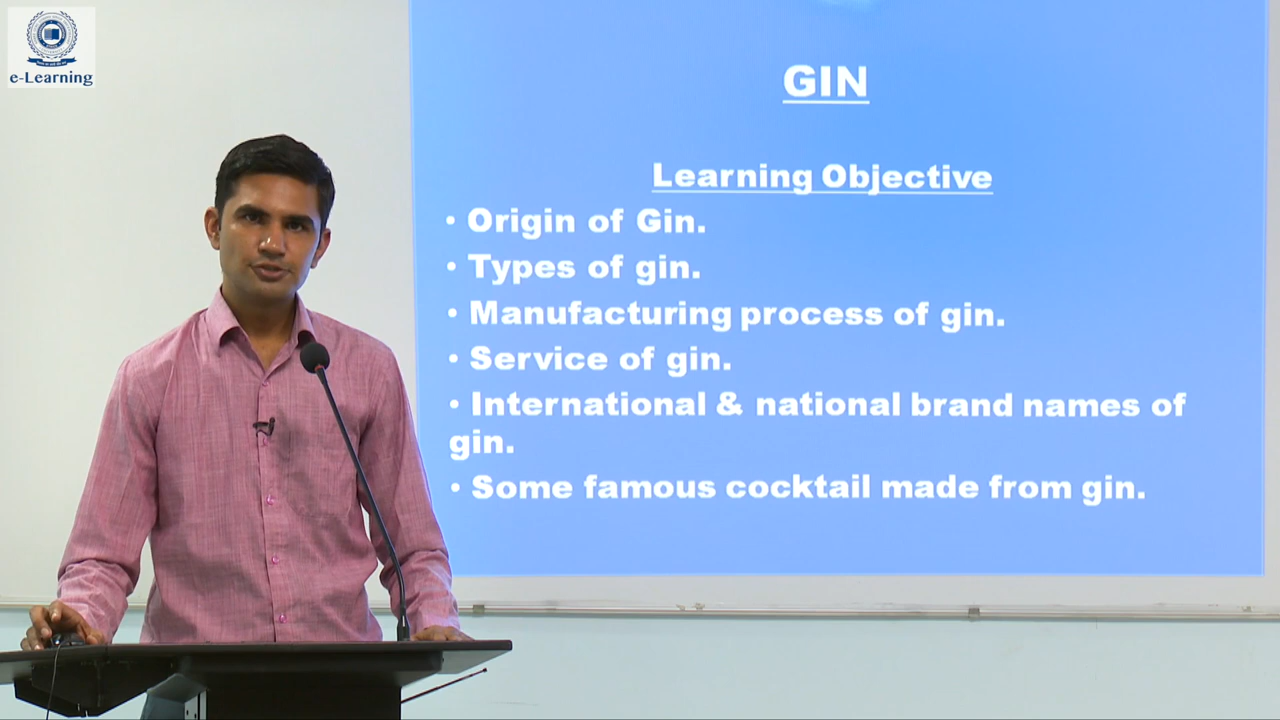 e-Learning
GIN
Learning Objective
• Origin of Gin.
• Types of gin.
• Manufacturing process of gin.
• Service of gin.
• International & national brand names of
gin.
• Some famous cocktail made from gin.